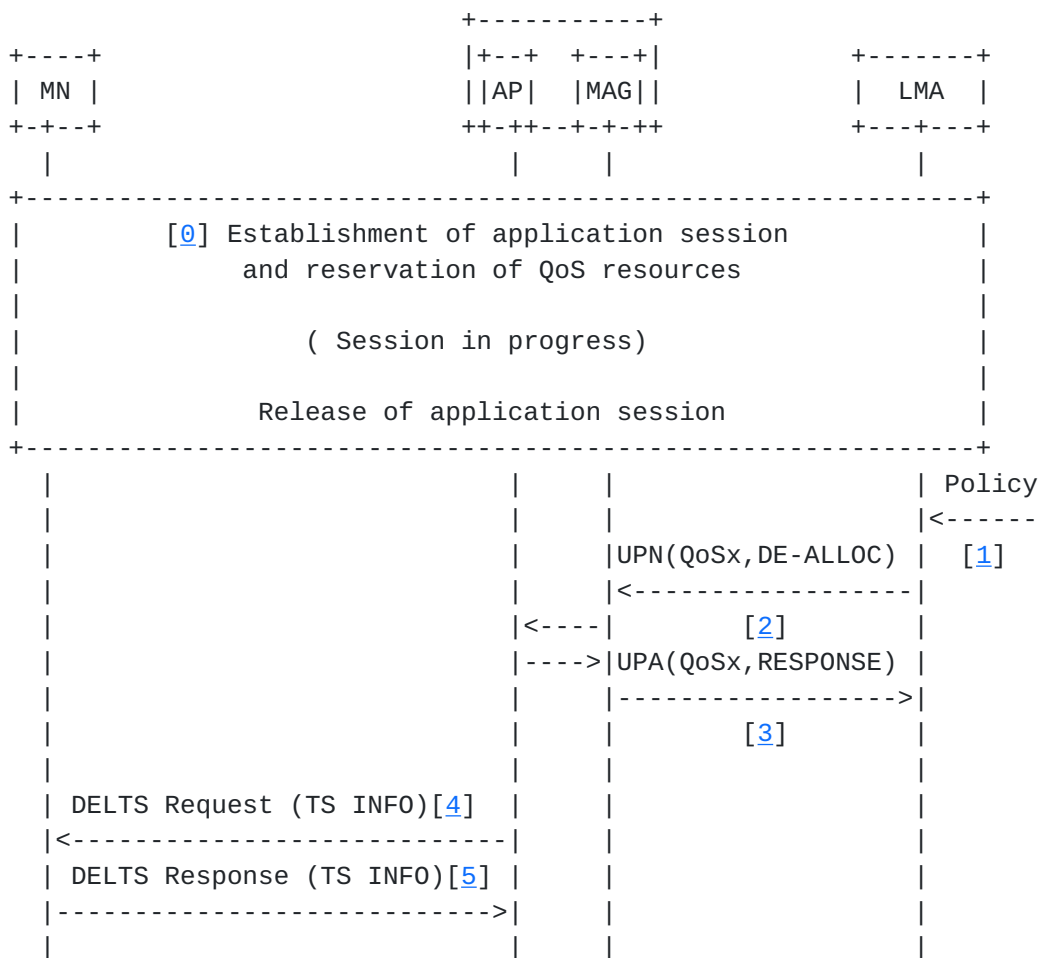 +-----------+
+----+                       |+--+  +---+|            +-------+
| MN |                       ||AP|  |MAG||            |  LMA  |
+-+--+                       ++-++--+-+-++            +---+---+
  |                             |     |                   |
+-------------------------------------------------------------+
|         [0] Establishment of application session            |
|              and reservation of QoS resources               |
|                                                             |
|                  ( Session in progress)                     |
|                                                             |
|               Release of application session                |
+-------------------------------------------------------------+
  |                             |     |                   | Policy
  |                             |     |                   |<------
  |                             |     |UPN(QoSx,DE-ALLOC) |  [1]
  |                             |     |<------------------|
  |                             |<----|        [2]        |
  |                             |---->|UPA(QoSx,RESPONSE) |
  |                             |     |------------------>|
  |                             |     |        [3]        |
  |                             |     |                   |
  | DELTS Request (TS INFO)[4]  |     |                   |
  |<----------------------------|     |                   |
  | DELTS Response (TS INFO)[5] |     |                   |
  |---------------------------->|     |                   |
  |                             |     |                   |